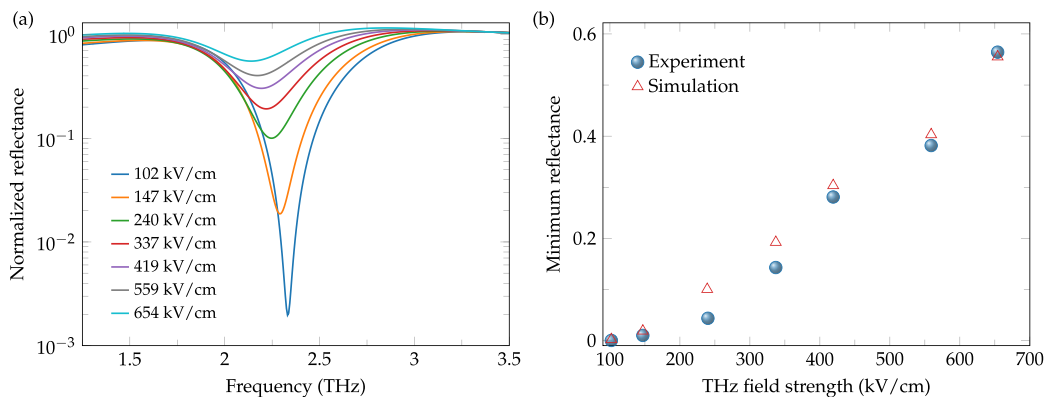 (a)
Normalized reflectance
10^0
10^−1
10^−2
10^−3
102 kV/cm
147 kV/cm
240 kV/cm
337 kV/cm
419 kV/cm
559 kV/cm
654 kV/cm
1.5
2
2.5
3
3.5
Frequency (THz)
(b)
Minimum reflectance
0.6
0.4
0.2
0
Experiment
Simulation
100
200
300
400
500
600
700
THz field strength (kV/cm)